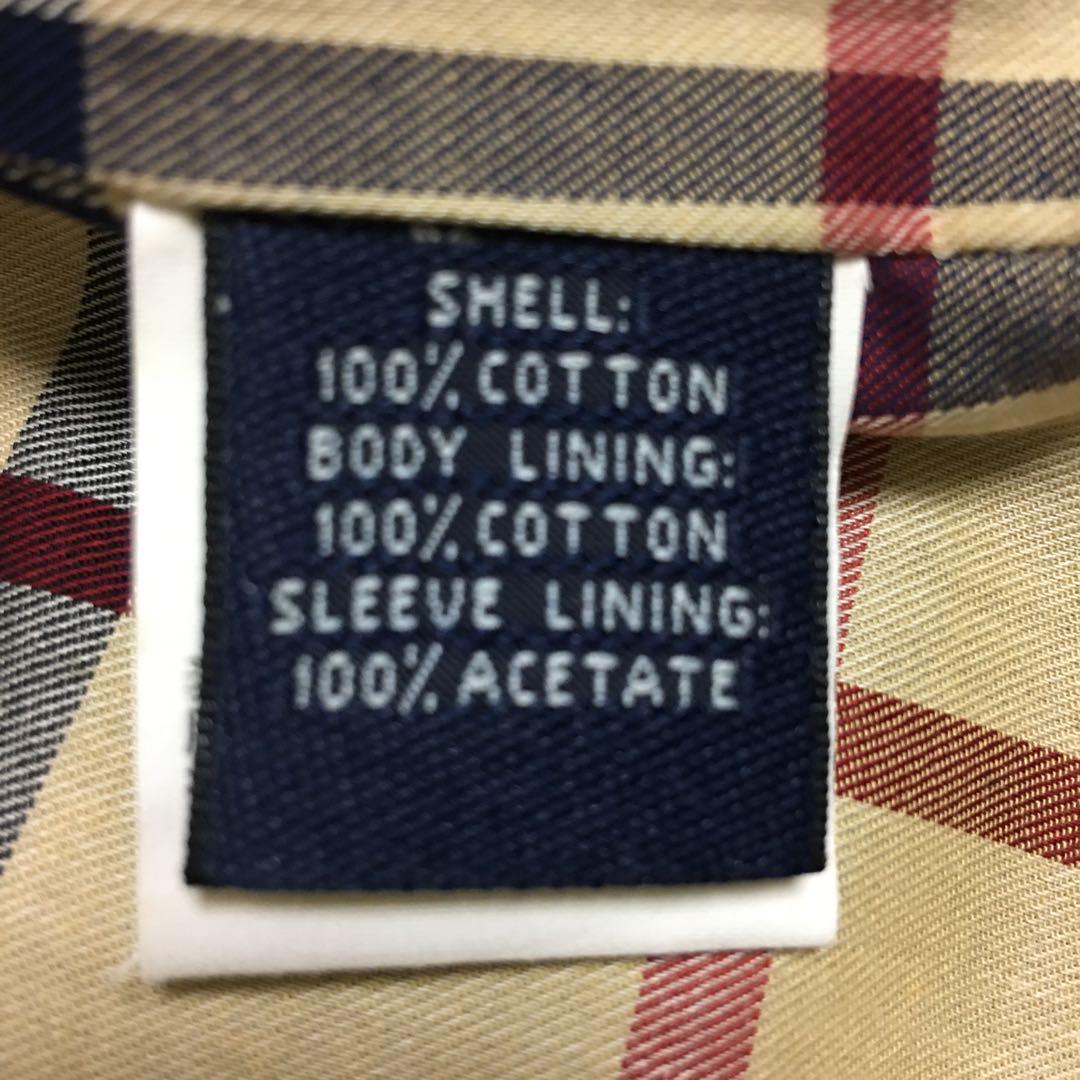 SHELL:
100% COTTON
BODY LINING:
100% COTTON
SLEEVE LINING:
100% ACETATE